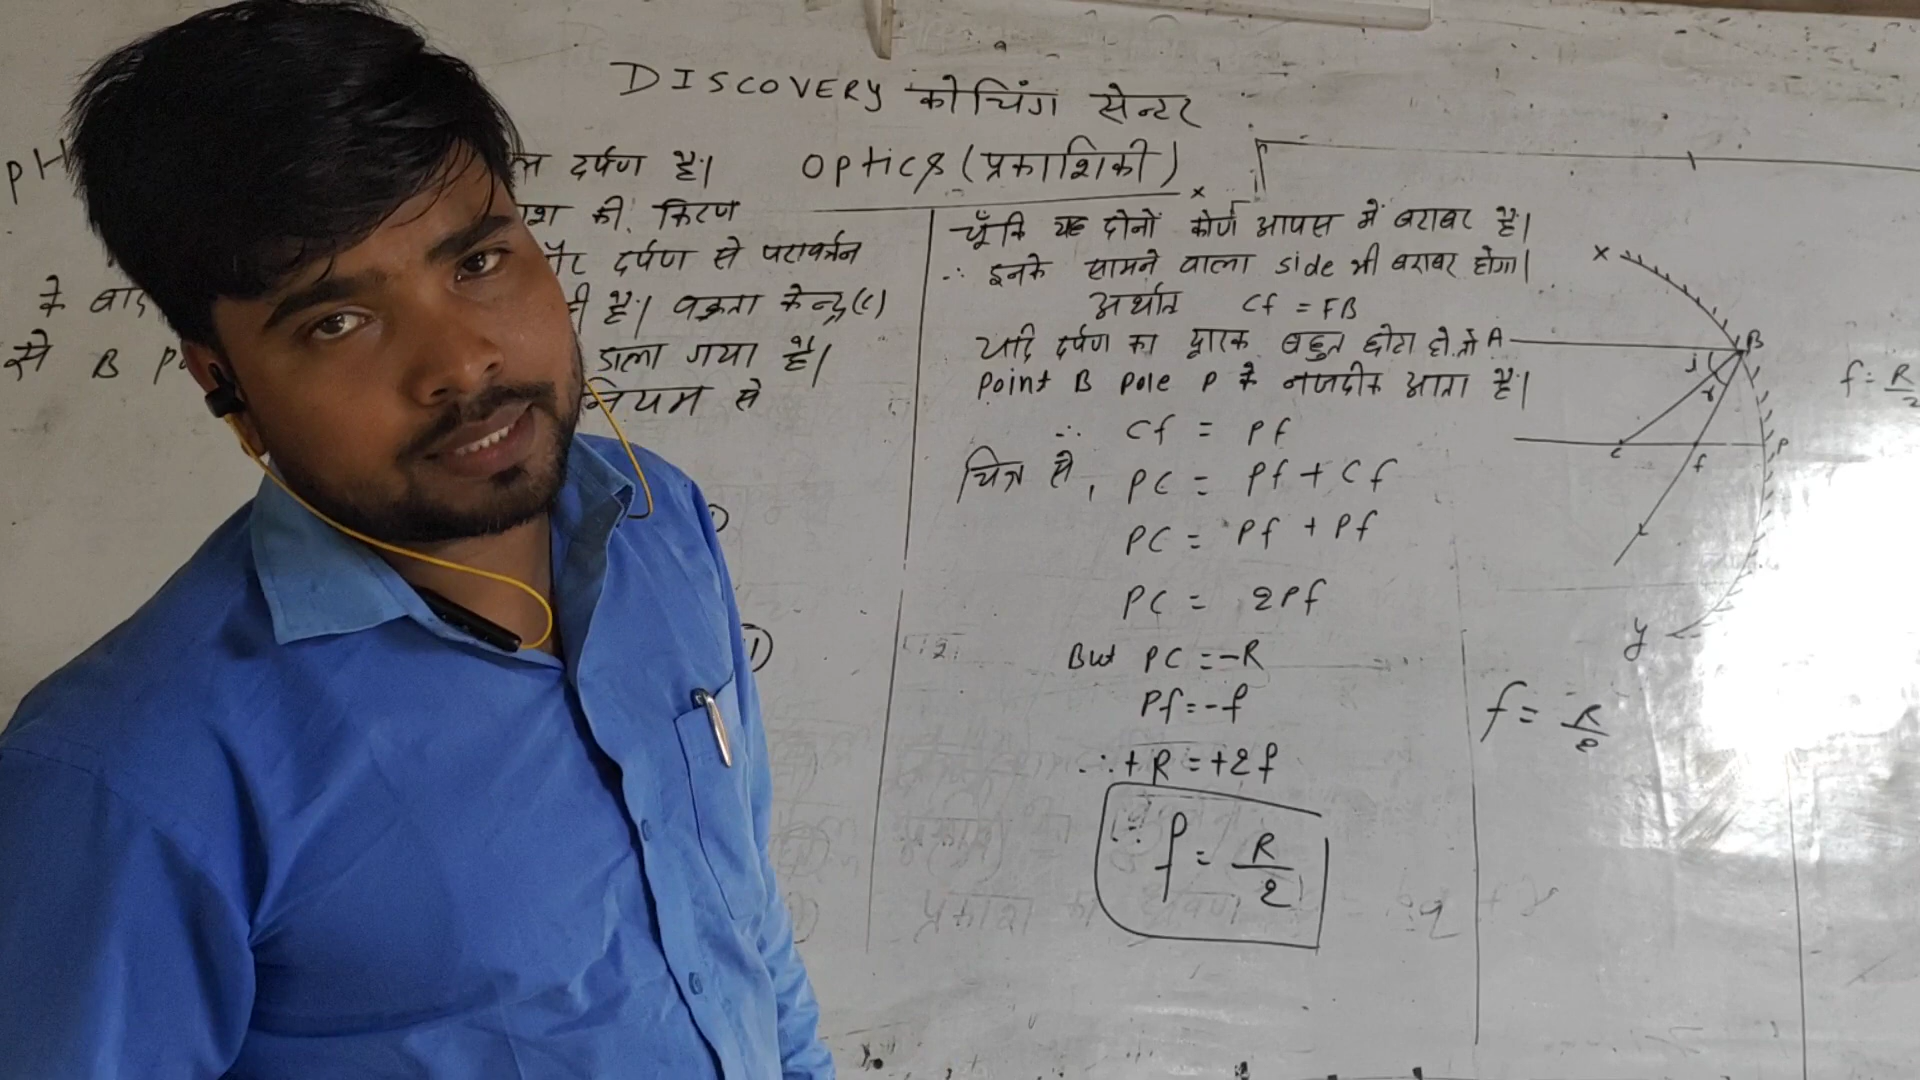 DISCOVERY कोचिंग सेन्टर
Optics (प्रकाशिकी)
दर्पण है।
की किरण
दर्पण से परावर्तन
के बाद
है। वक्रता केन्द्र(c)
से B
डाला गया है।
नियम से
चूँकि यह दोनों कोण आपस में बराबर है।
∴ इनके सामने वाला side भी बराबर होगा।
अर्थात Cf = FB
यदि दर्पण का द्वारक बहुत छोटा हो तो
Point B Pole P के नजदीक आता है।
∴ Cf = Pf
चित्र से, PC = Pf + Cf
PC = Pf + Pf
PC = 2Pf
But PC = -R
Pf = -f
∴ +R = +2f
∴ f = R/2
x
A
B
i
r
C
f
P
y
f = R/2
f = R/2